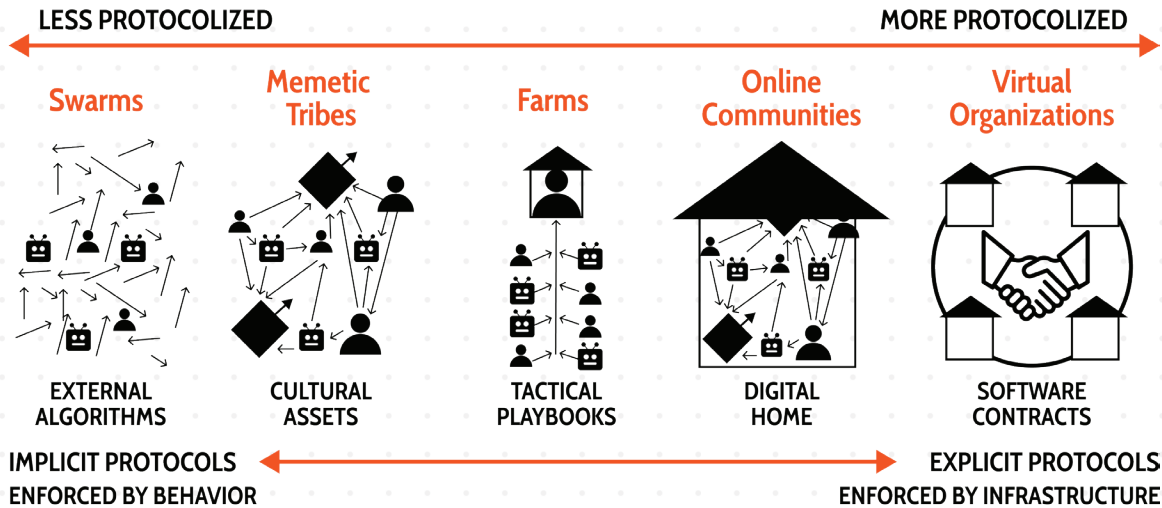 LESS PROTOCOLIZED
MORE PROTOCOLIZED
Swarms
Memetic
Tribes
Farms
Online
Communities
Virtual
Organizations
EXTERNAL
ALGORITHMS
CULTURAL
ASSETS
TACTICAL
PLAYBOOKS
DIGITAL
HOME
SOFTWARE
CONTRACTS
IMPLICIT PROTOCOLS
ENFORCED BY BEHAVIOR
EXPLICIT PROTOCOLS
ENFORCED BY INFRASTRUCTURE